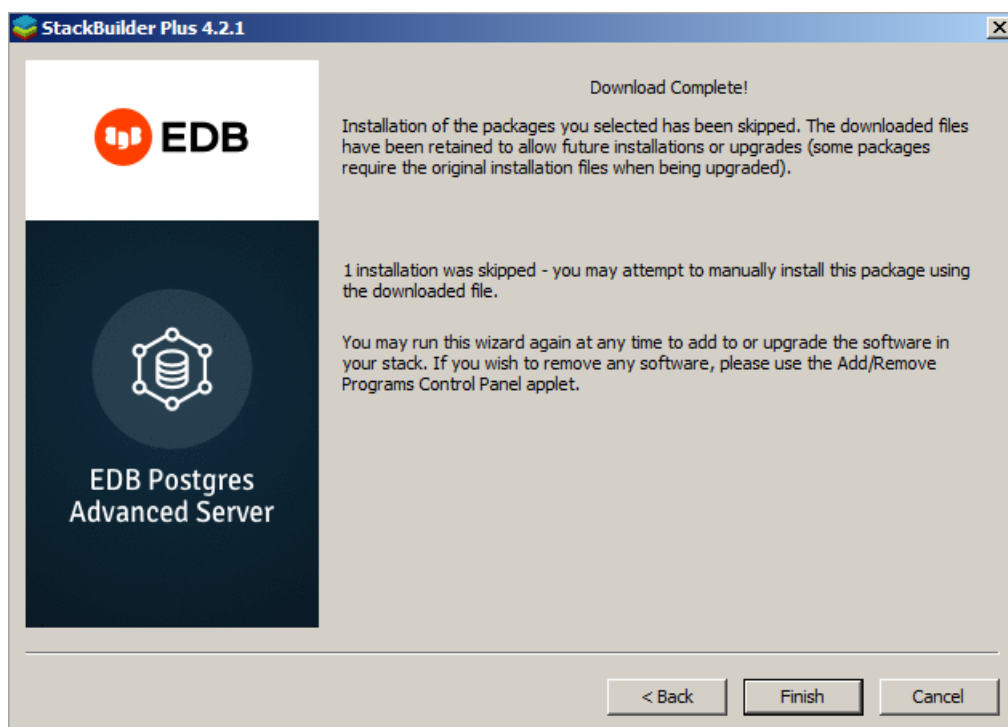 StackBuilder Plus 4.2.1
EDB
EDB Postgres
Advanced Server
Download Complete!
Installation of the packages you selected has been skipped. The downloaded files
have been retained to allow future installations or upgrades (some packages
require the original installation files when being upgraded).
1 installation was skipped - you may attempt to manually install this package using
the downloaded file.
You may run this wizard again at any time to add to or upgrade the software in
your stack. If you wish to remove any software, please use the Add/Remove
Programs Control Panel applet.
< Back
Finish
Cancel